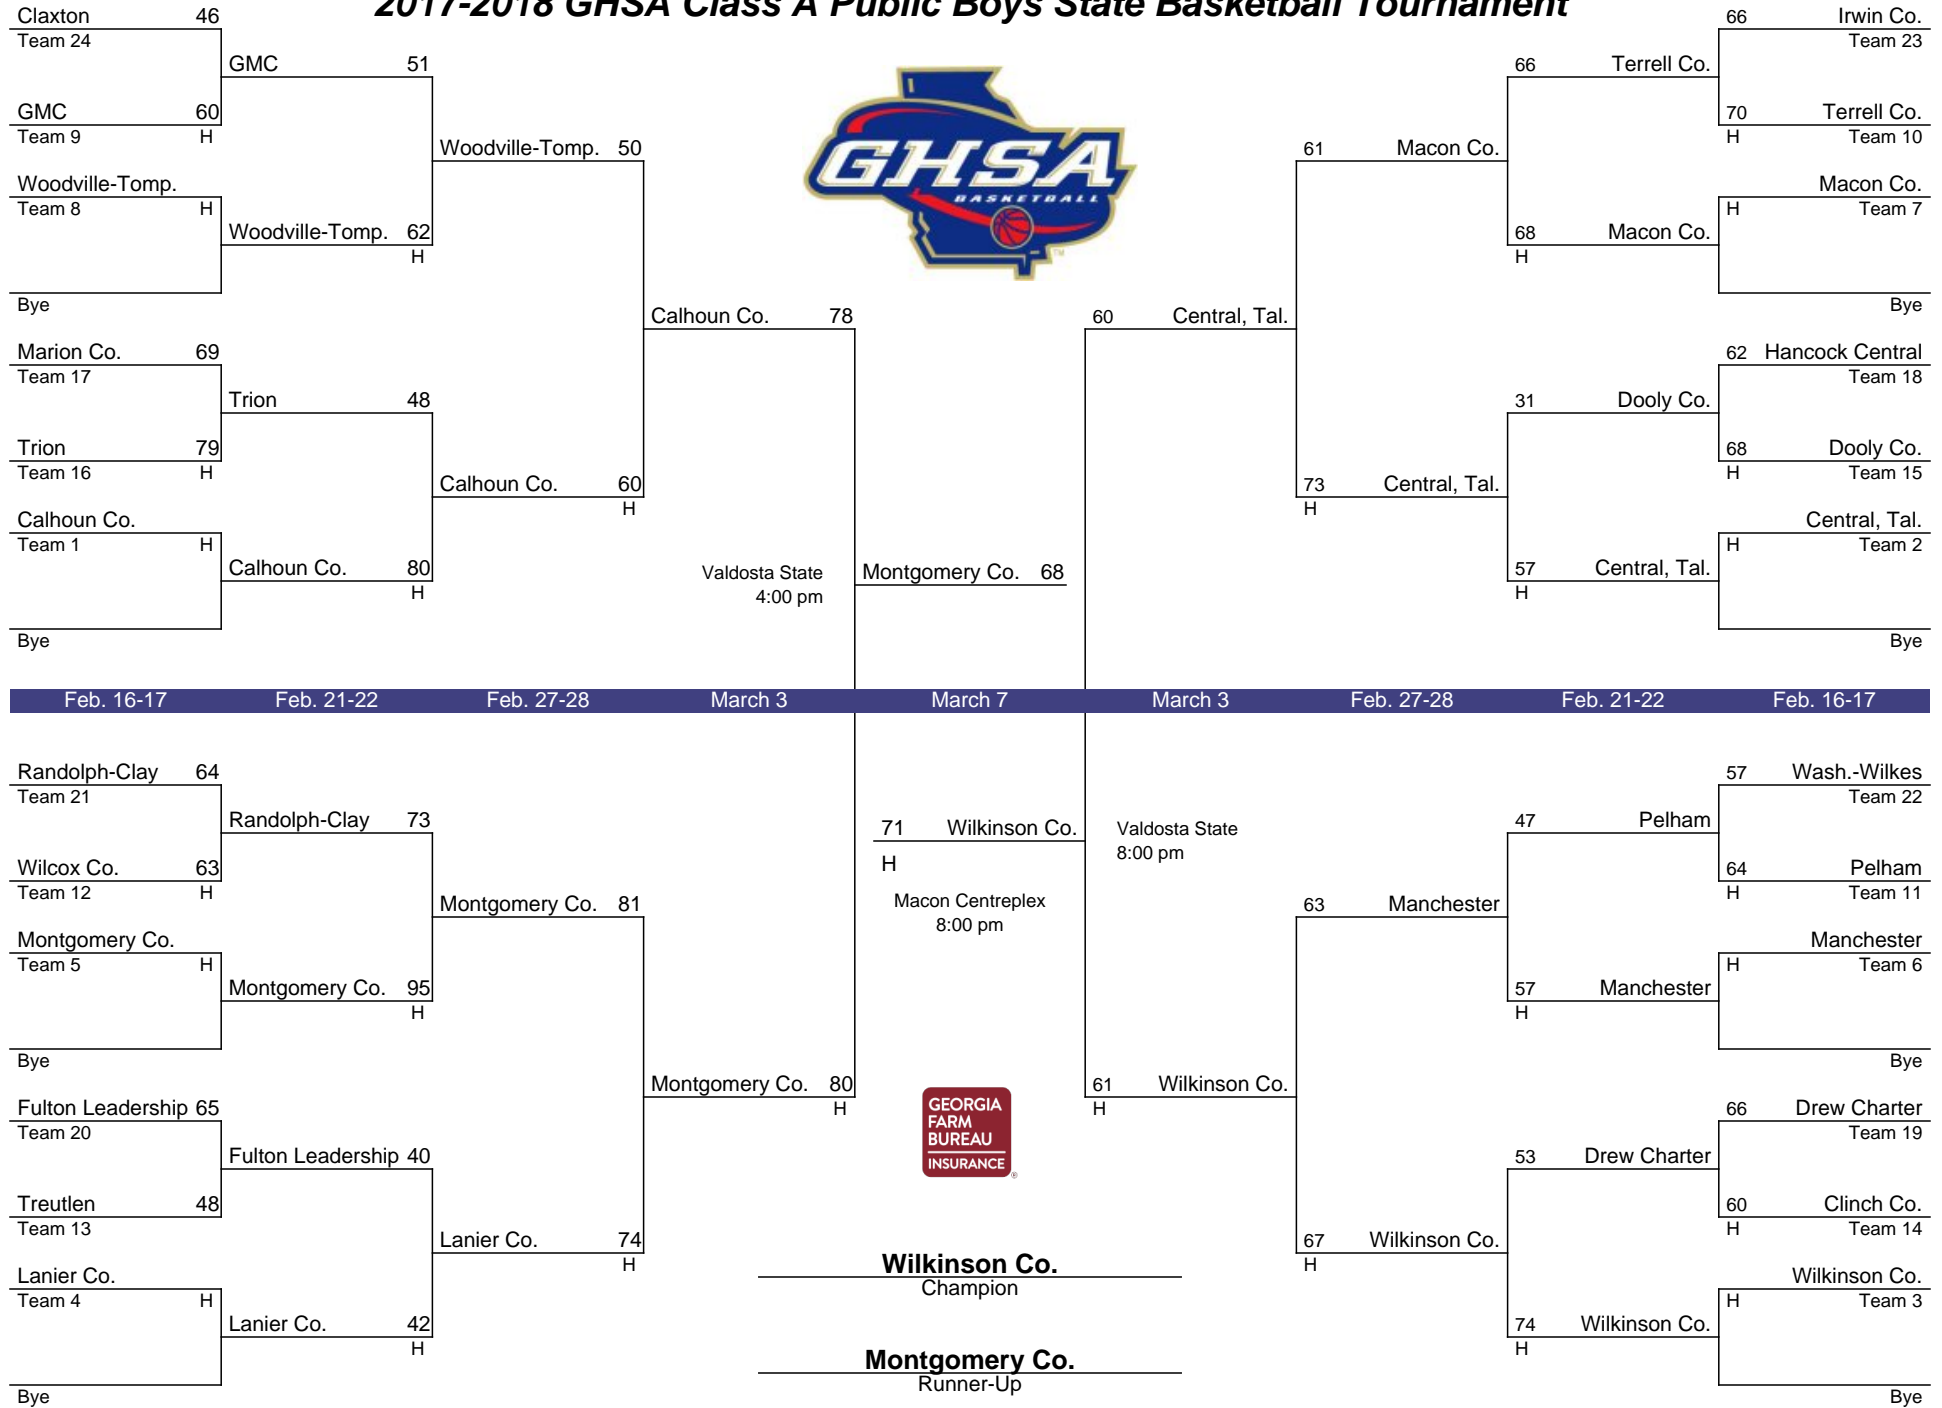 2017-2018 GHSA Class A Public Boys State Basketball Tournament
Claxton 46
Team 24
GMC 51
GMC 60
Team 9 H
Woodville-Tomp. 50
Woodville-Tomp.
Team 8 H
Woodville-Tomp. 62
H
Bye
Calhoun Co. 78
Marion Co. 69
Team 17
Trion 48
Trion 79
Team 16 H
Calhoun Co. 60
H
Calhoun Co.
Team 1 H
Calhoun Co. 80
H
Bye
Valdosta State
4:00 pm
Montgomery Co. 68
GHSA
BASKETBALL
TM
66 Irwin Co.
Team 23
66 Terrell Co.
70 Terrell Co.
H Team 10
61 Macon Co.
Macon Co.
H Team 7
68 Macon Co.
H
Bye
60 Central, Tal.
62 Hancock Central
Team 18
31 Dooly Co.
68 Dooly Co.
H Team 15
73 Central, Tal.
H
Central, Tal.
H Team 2
57 Central, Tal.
H
Bye
Feb. 16-17 Feb. 21-22 Feb. 27-28 March 3 March 7 March 3 Feb. 27-28 Feb. 21-22 Feb. 16-17
Randolph-Clay 64
Team 21
Randolph-Clay 73
Wilcox Co. 63
Team 12 H
Montgomery Co. 81
Montgomery Co.
Team 5 H
Montgomery Co. 95
H
Bye
Montgomery Co. 80
H
Fulton Leadership 65
Team 20
Fulton Leadership 40
Treutlen 48
Team 13
Lanier Co. 74
H
Lanier Co.
Team 4 H
Lanier Co. 42
H
Bye
71 Wilkinson Co.
H
Macon Centreplex
8:00 pm
Valdosta State
8:00 pm
57 Wash.-Wilkes
Team 22
47 Pelham
64 Pelham
H Team 11
63 Manchester
Manchester
H Team 6
57 Manchester
H
Bye
61 Wilkinson Co.
H
66 Drew Charter
Team 19
53 Drew Charter
60 Clinch Co.
H Team 14
67 Wilkinson Co.
H
Wilkinson Co.
H Team 3
74 Wilkinson Co.
H
Bye
GEORGIA
FARM
BUREAU
INSURANCE
®
Wilkinson Co.
Champion
Montgomery Co.
Runner-Up